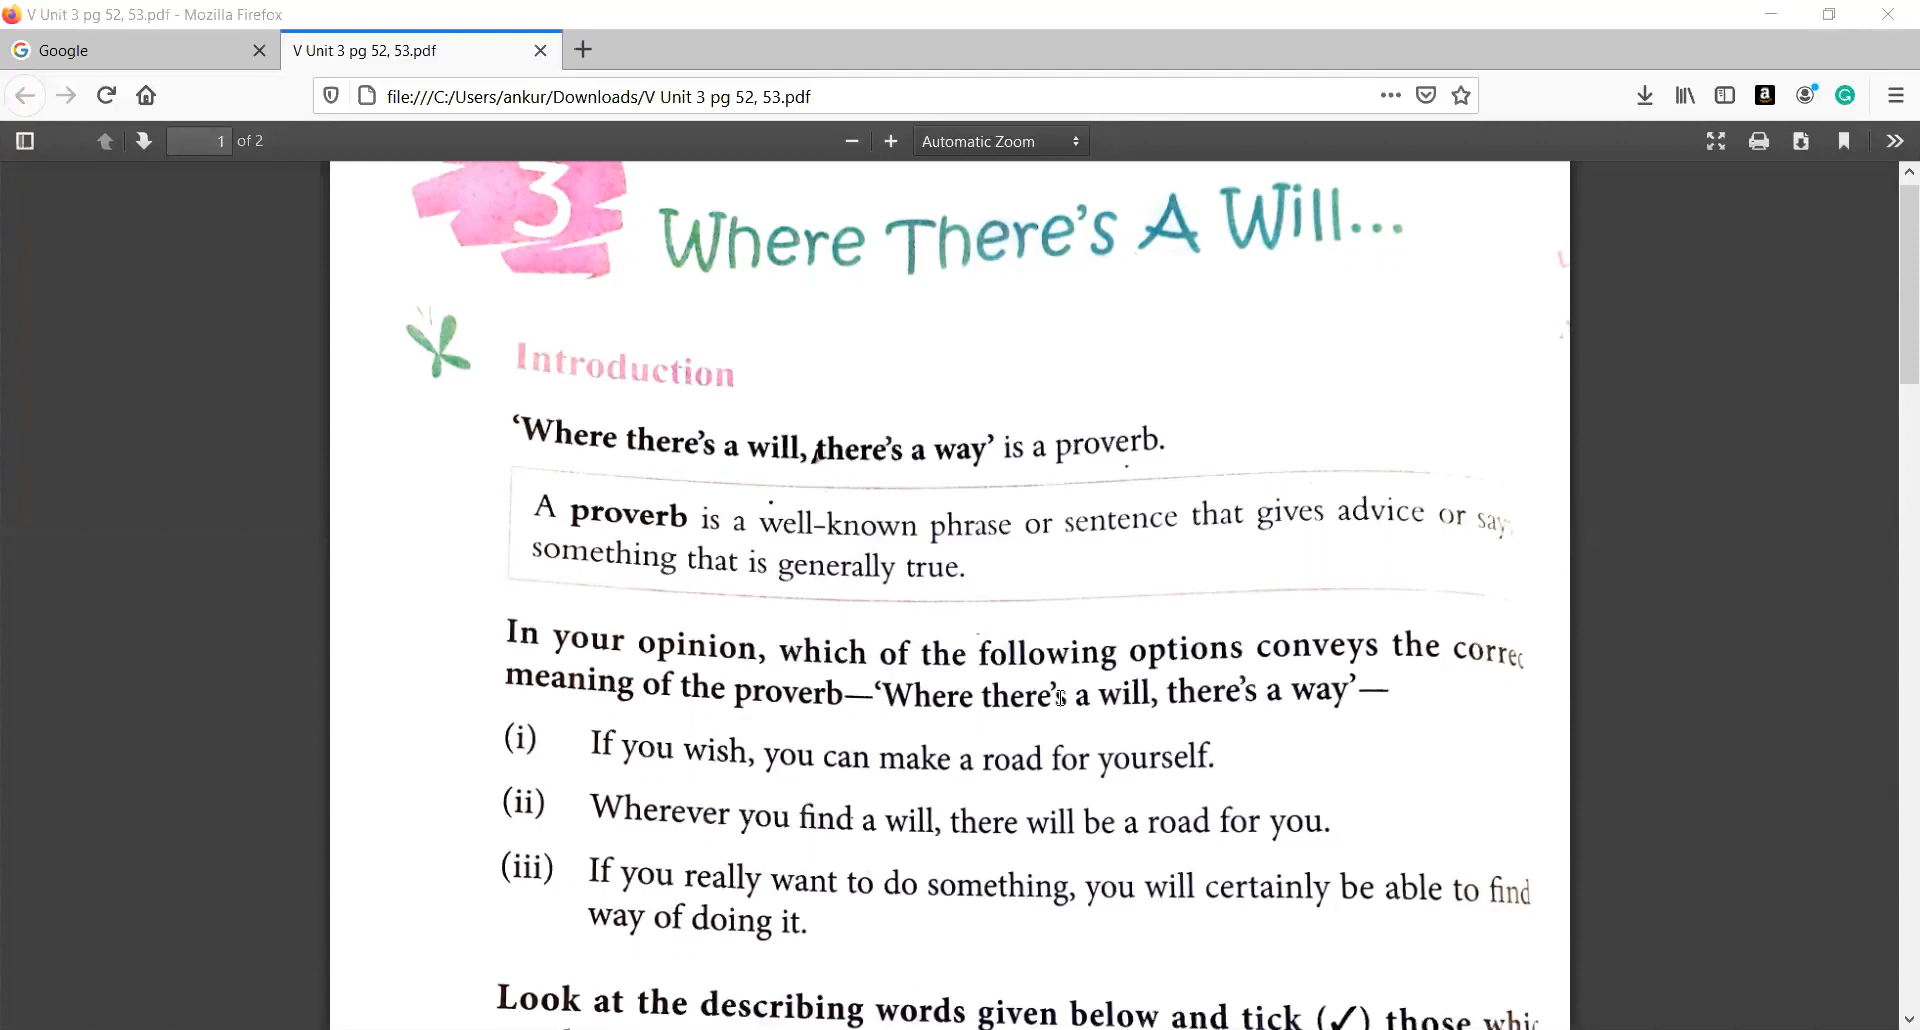 V Unit 3 pg 52, 53.pdf - Mozilla Firefox
Google
V Unit 3 pg 52, 53.pdf
file:///C:/Users/ankur/Downloads/V Unit 3 pg 52, 53.pdf
1 of 2
Automatic Zoom
3
Where There's A Will...
Introduction
‘Where there’s a will, there’s a way’ is a proverb.
A proverb is a well-known phrase or sentence that gives advice or say
something that is generally true.
In your opinion, which of the following options conveys the correc
meaning of the proverb—‘Where there’s a will, there’s a way’—
(i) If you wish, you can make a road for yourself.
(ii) Wherever you find a will, there will be a road for you.
(iii) If you really want to do something, you will certainly be able to find
way of doing it.
Look at the describing words given below and tick (✓) those